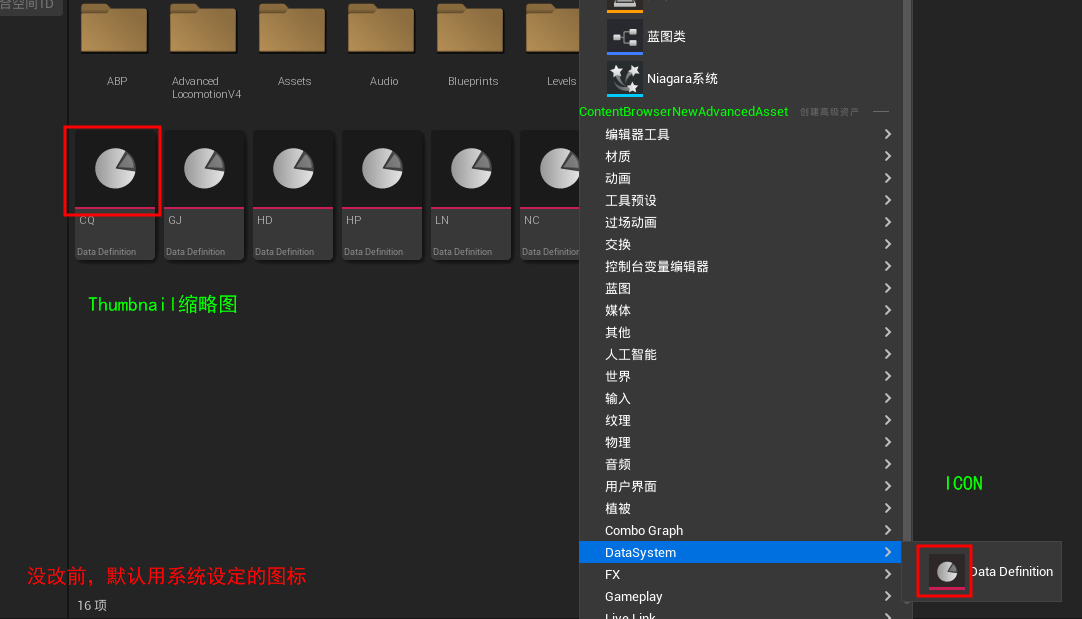 合空间1D
ABP
Advanced
LocomotionV4
Assets
Audio
Blueprints
Levels
CQ
Data Definition
GJ
Data Definition
HD
Data Definition
HP
Data Definition
LN
Data Definition
NC
Data Definition
Thumbnail缩略图
没改前，默认用系统设定的图标
16 项
蓝图类
Niagara系统
ContentBrowserNewAdvancedAsset 创建高级资产
编辑器工具
材质
动画
工具预设
过场动画
交换
控制台变量编辑器
蓝图
媒体
其他
人工智能
世界
输入
纹理
物理
音频
用户界面
植被
Combo Graph
DataSystem
FX
Gameplay
Live Link
ICON
Data Definition